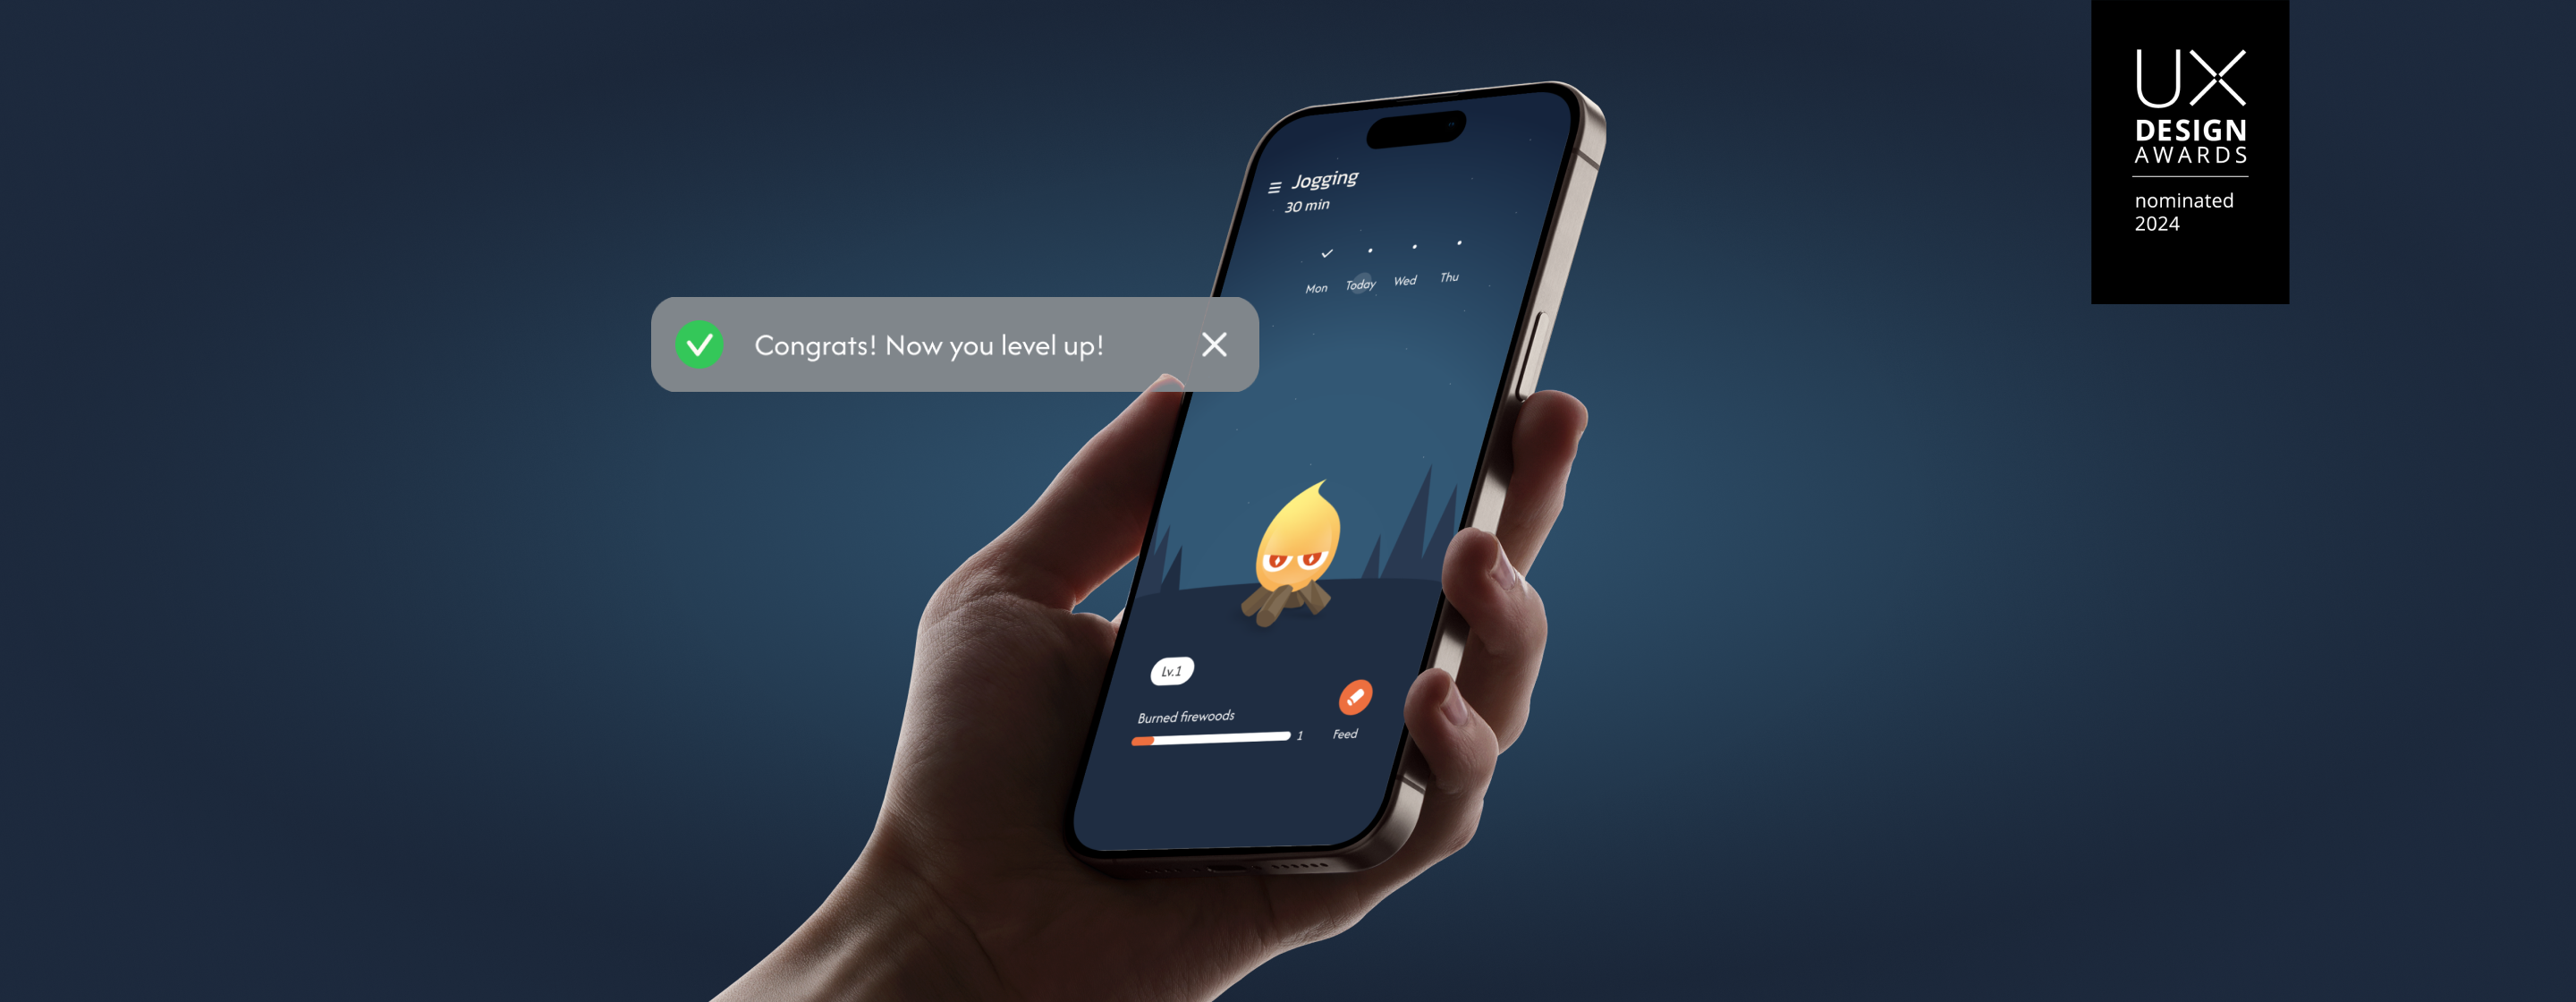 Jogging
30 min
Mon Today Wed Thu
Congrats! Now you level up!
Lv.1
Burned firewoods
1
Feed
UX
DESIGN
AWARDS
nominated
2024